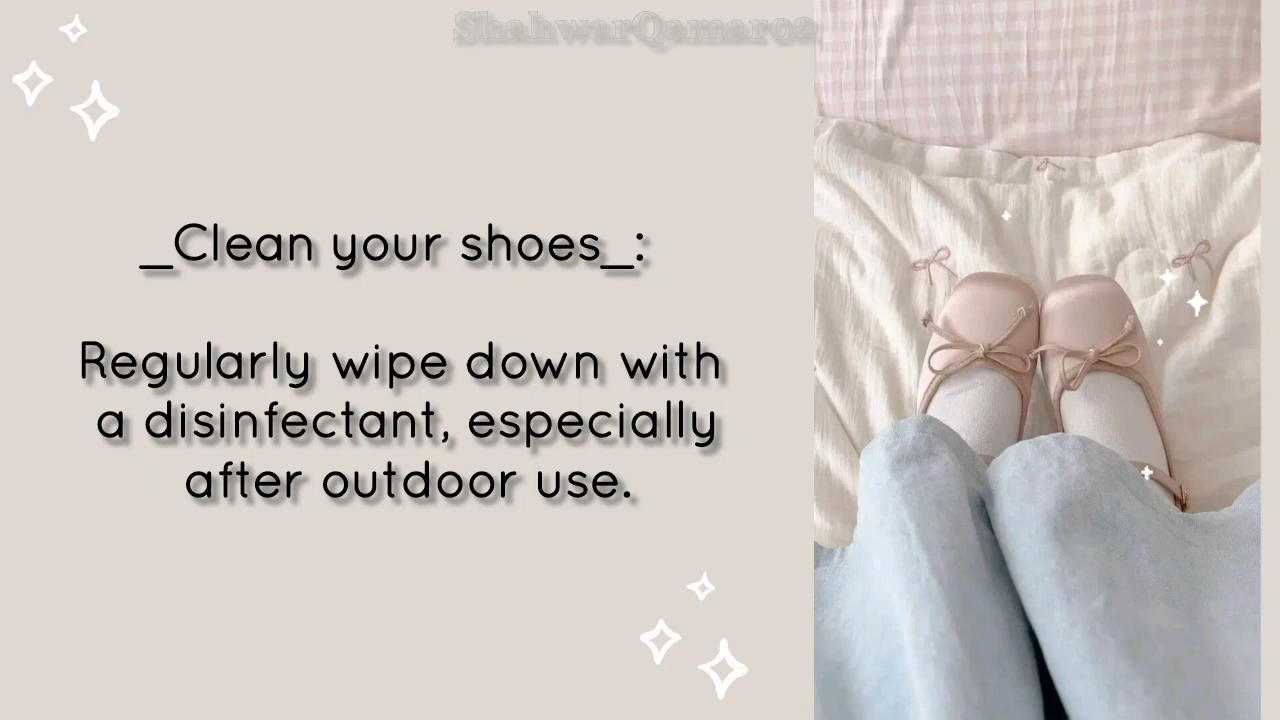 ShahwarQamar02
_Clean your shoes_:
Regularly wipe down with
a disinfectant, especially
after outdoor use.